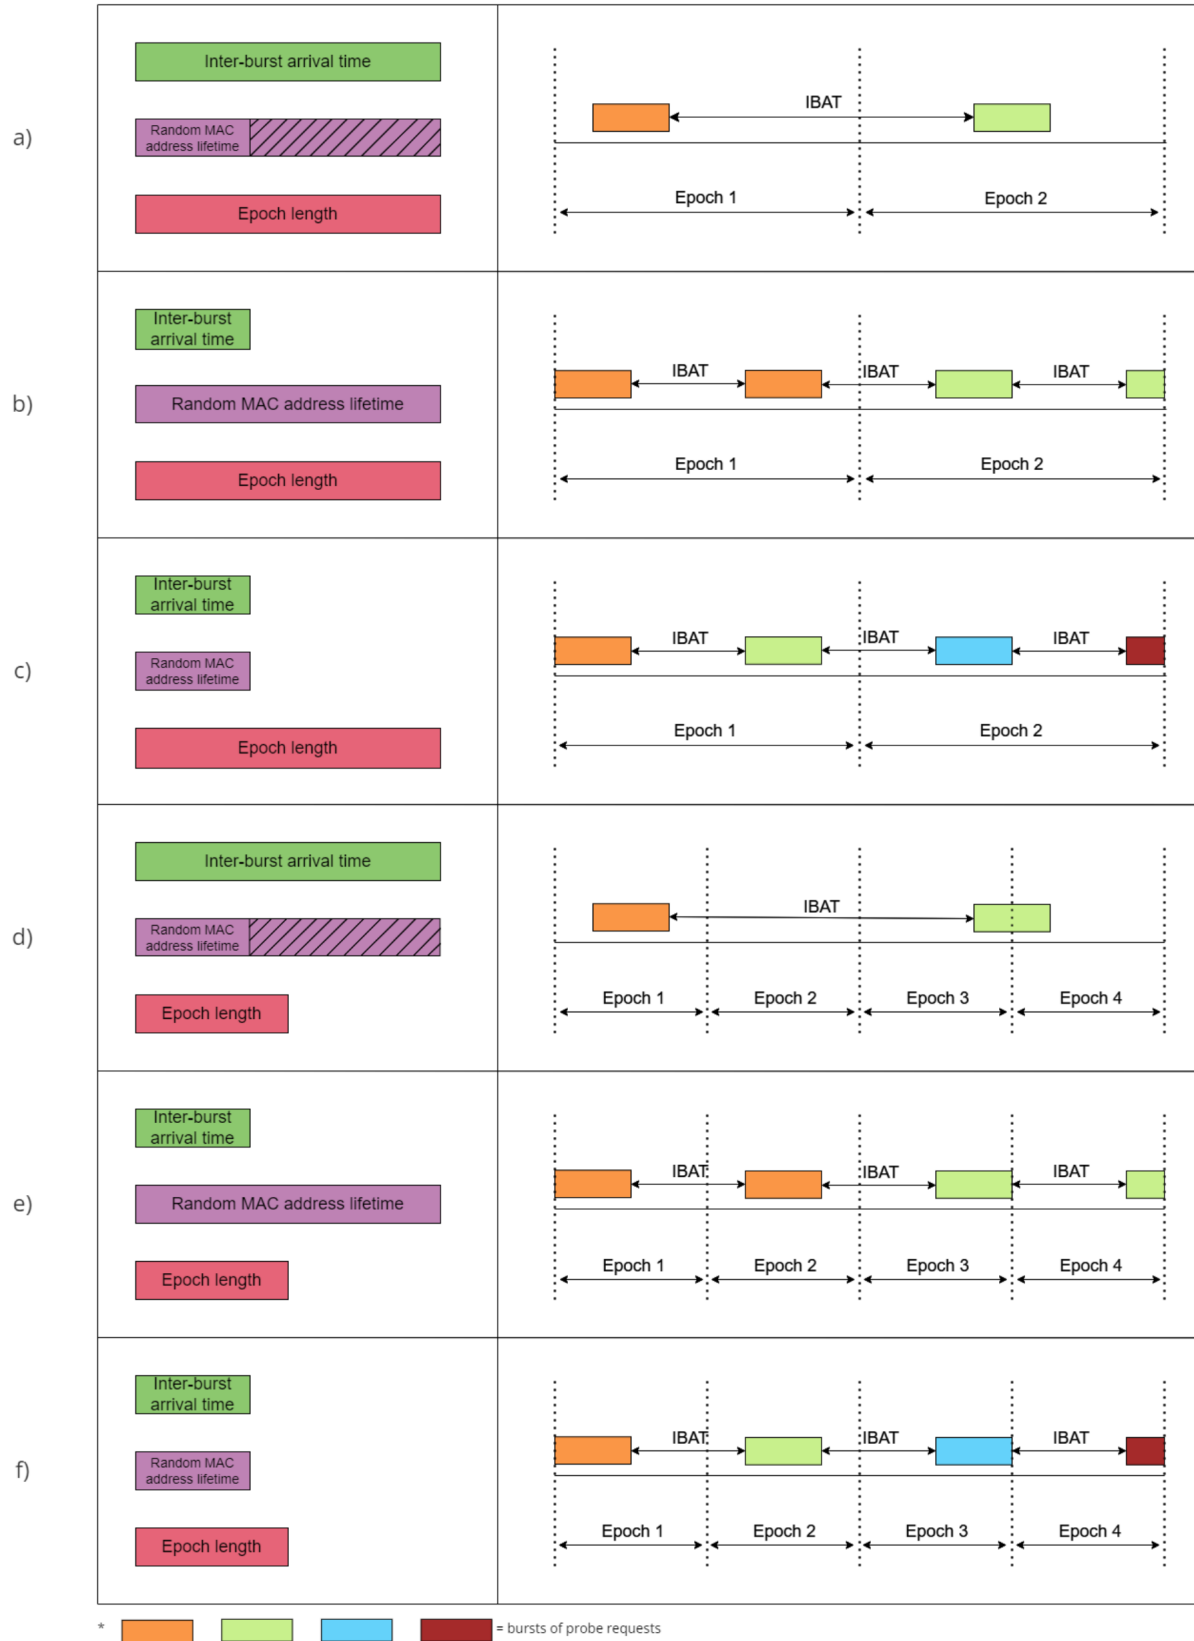 a)
Inter-burst arrival time
Random MAC
address lifetime
Epoch length
IBAT
Epoch 1
Epoch 2
b)
Inter-burst
arrival time
Random MAC address lifetime
Epoch length
IBAT
IBAT
IBAT
Epoch 1
Epoch 2
c)
Inter-burst
arrival time
Random MAC
address lifetime
Epoch length
IBAT
IBAT
IBAT
Epoch 1
Epoch 2
d)
Inter-burst arrival time
Random MAC
address lifetime
Epoch length
IBAT
Epoch 1
Epoch 2
Epoch 3
Epoch 4
e)
Inter-burst
arrival time
Random MAC address lifetime
Epoch length
IBAT
IBAT
IBAT
Epoch 1
Epoch 2
Epoch 3
Epoch 4
f)
Inter-burst
arrival time
Random MAC
address lifetime
Epoch length
IBAT
IBAT
IBAT
Epoch 1
Epoch 2
Epoch 3
Epoch 4
* = bursts of probe requests